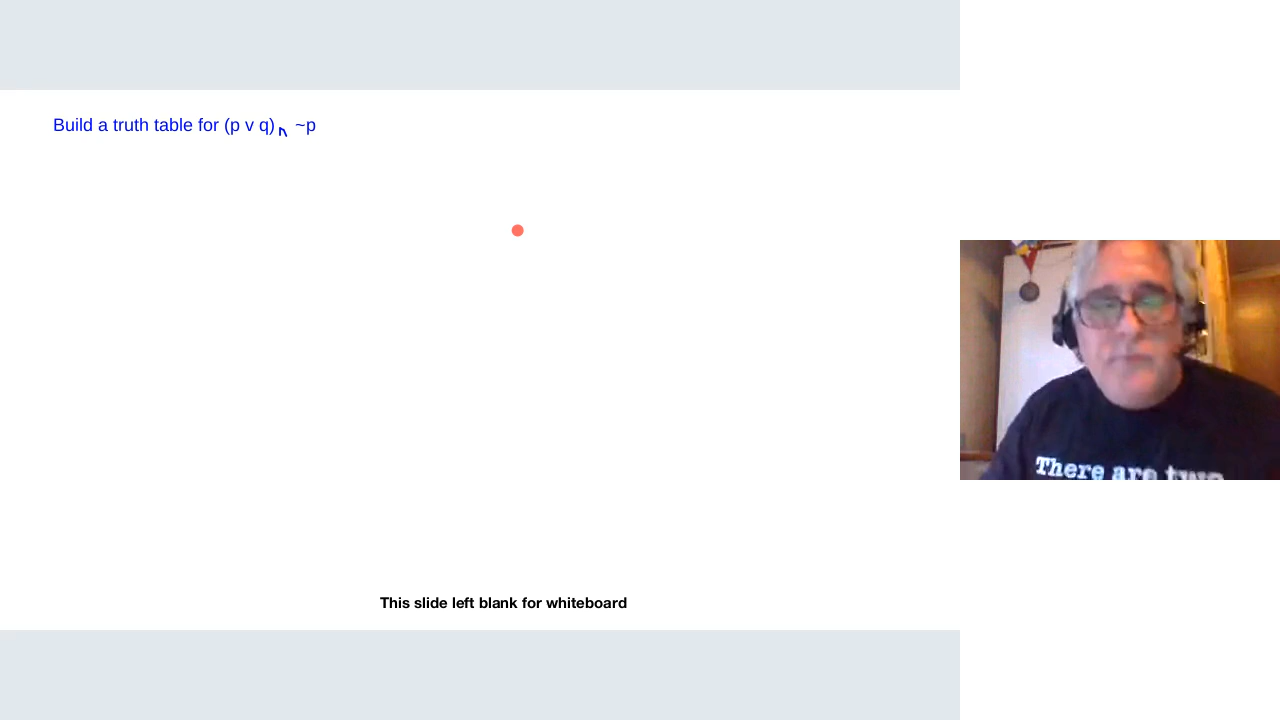 Build a truth table for (p v q) ∧ ~p
There are two
This slide left blank for whiteboard